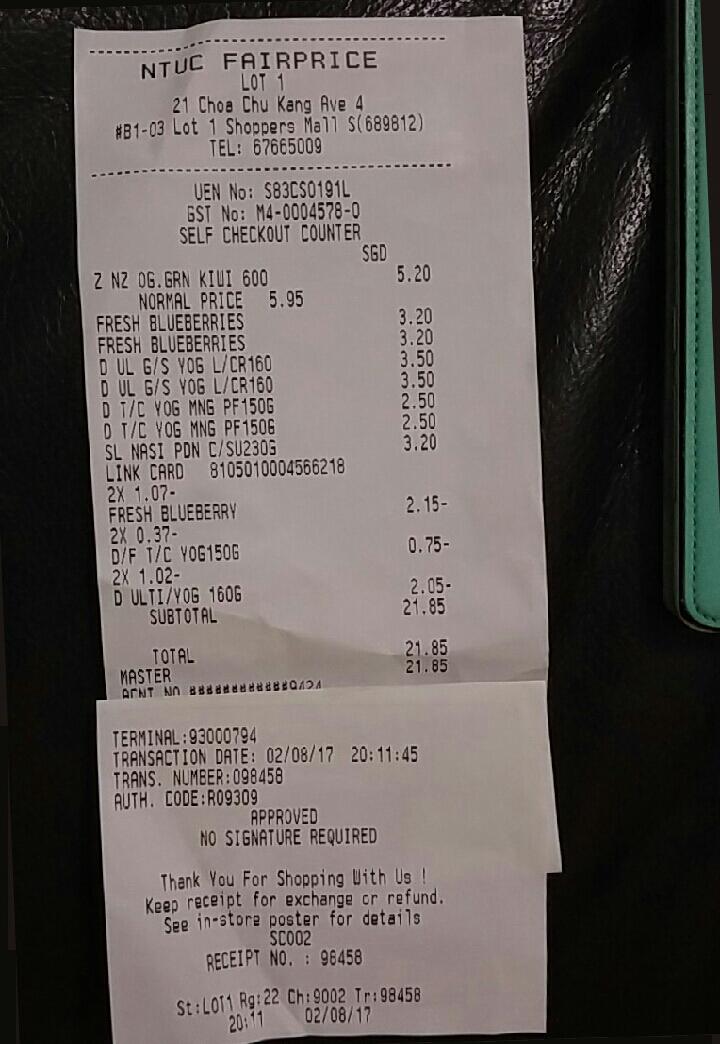 NTUC FAIRPRICE
LOT 1
21 Choa Chu Kang Ave 4
#B1-03 Lot 1 Shoppers Mall S(689812)
TEL: 67665009
UEN No: S83CS0191L
GST No: M4-0004578-0
SELF CHECKOUT COUNTER
SGD
Z NZ OG.GRN KIWI 600 5.20
NORMAL PRICE 5.95
FRESH BLUEBERRIES 3.20
FRESH BLUEBERRIES 3.20
D UL G/S YOG L/CR160 3.50
D UL G/S YOG L/CR160 3.50
D T/C YOG MNG PF150G 2.50
D T/C YOG MNG PF150G 2.50
SL NASI PDN C/SU230G 3.20
LINK CARD 8105010004566218
2X 1.07-
FRESH BLUEBERRY 2.15-
2X 0.37-
D/F T/C YOG150G 0.75-
2X 1.02-
D ULTI/YOG 160G 2.05-
SUBTOTAL 21.85
TOTAL 21.85
MASTER 21.85
TERMINAL:93000794
TRANSACTION DATE: 02/08/17 20:11:45
TRANS. NUMBER:098458
AUTH. CODE:R09309
APPROVED
NO SIGNATURE REQUIRED
Thank You For Shopping With Us !
Keep receipt for exchange or refund.
See in-store poster for details
SC002
RECEIPT NO. : 98458
St:LOT1 Rg:22 Ch:9002 Tr:98458
20:11 02/08/17